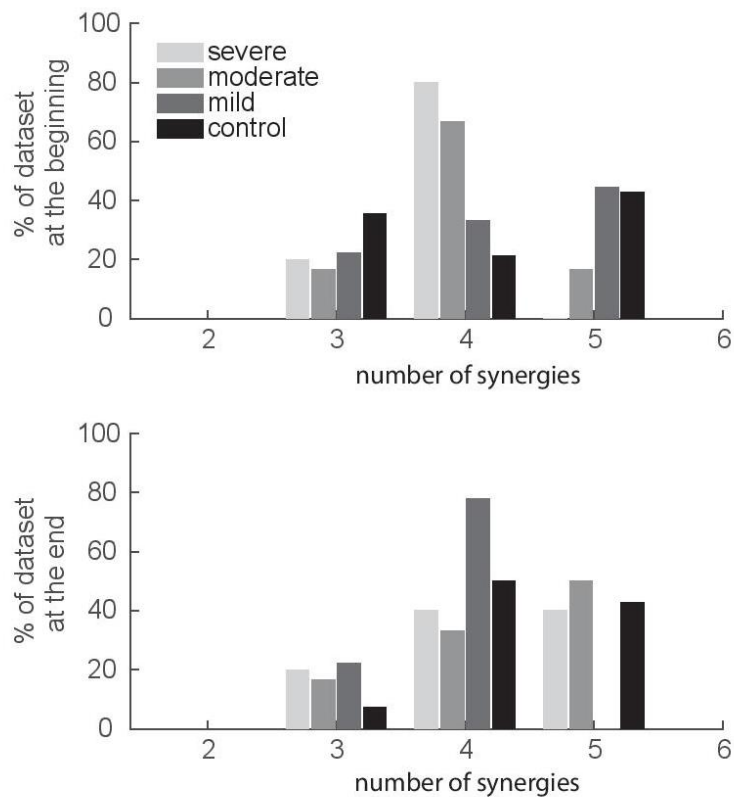 % of dataset
at the beginning
100
80
60
40
20
0
severe
moderate
mild
control
2 3 4 5 6
number of synergies
% of dataset
at the end
100
80
60
40
20
0
2 3 4 5 6
number of synergies